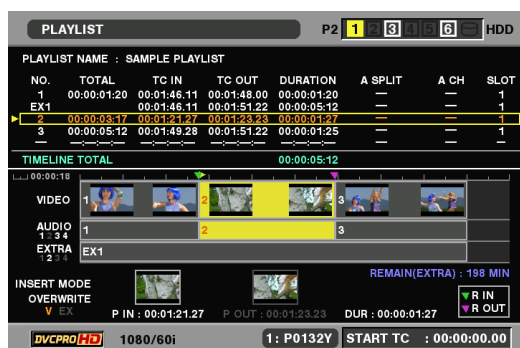 PLAYLIST P2 1 2 3 4 5 6 HDD
PLAYLIST NAME : SAMPLE PLAYLIST
NO. TOTAL TC IN TC OUT DURATION A SPLIT A CH SLOT
1 00:00:01:20 00:01:46.11 00:01:48.00 00:00:01:20 — — 1
EX1 00:01:46.11 00:01:51.22 00:00:05:12 — — 1
2 00:00:03:17 00:01:21.27 00:01:23.23 00:00:01:27 — — 1
3 00:00:05:12 00:01:49.28 00:01:51.22 00:00:01:25 — — 1
— —:—:—:— —:—:—:— —:—:—:— —:—:—:— — — —
TIMELINE TOTAL 00:00:05:12
00:00:18
VIDEO 1 2 3
AUDIO 1 2 3
1 2 3 4
EXTRA EX1
1 2 3 4
REMAIN(EXTRA) : 198 MIN
INSERT MODE
OVERWRITE
V EX
P IN : 00:01:21.27 P OUT : 00:01:23.23 DUR : 00:00:01:27
R IN
R OUT
DVCPRO HD 1080/60i 1: P0132Y START TC : 00:00:00.00